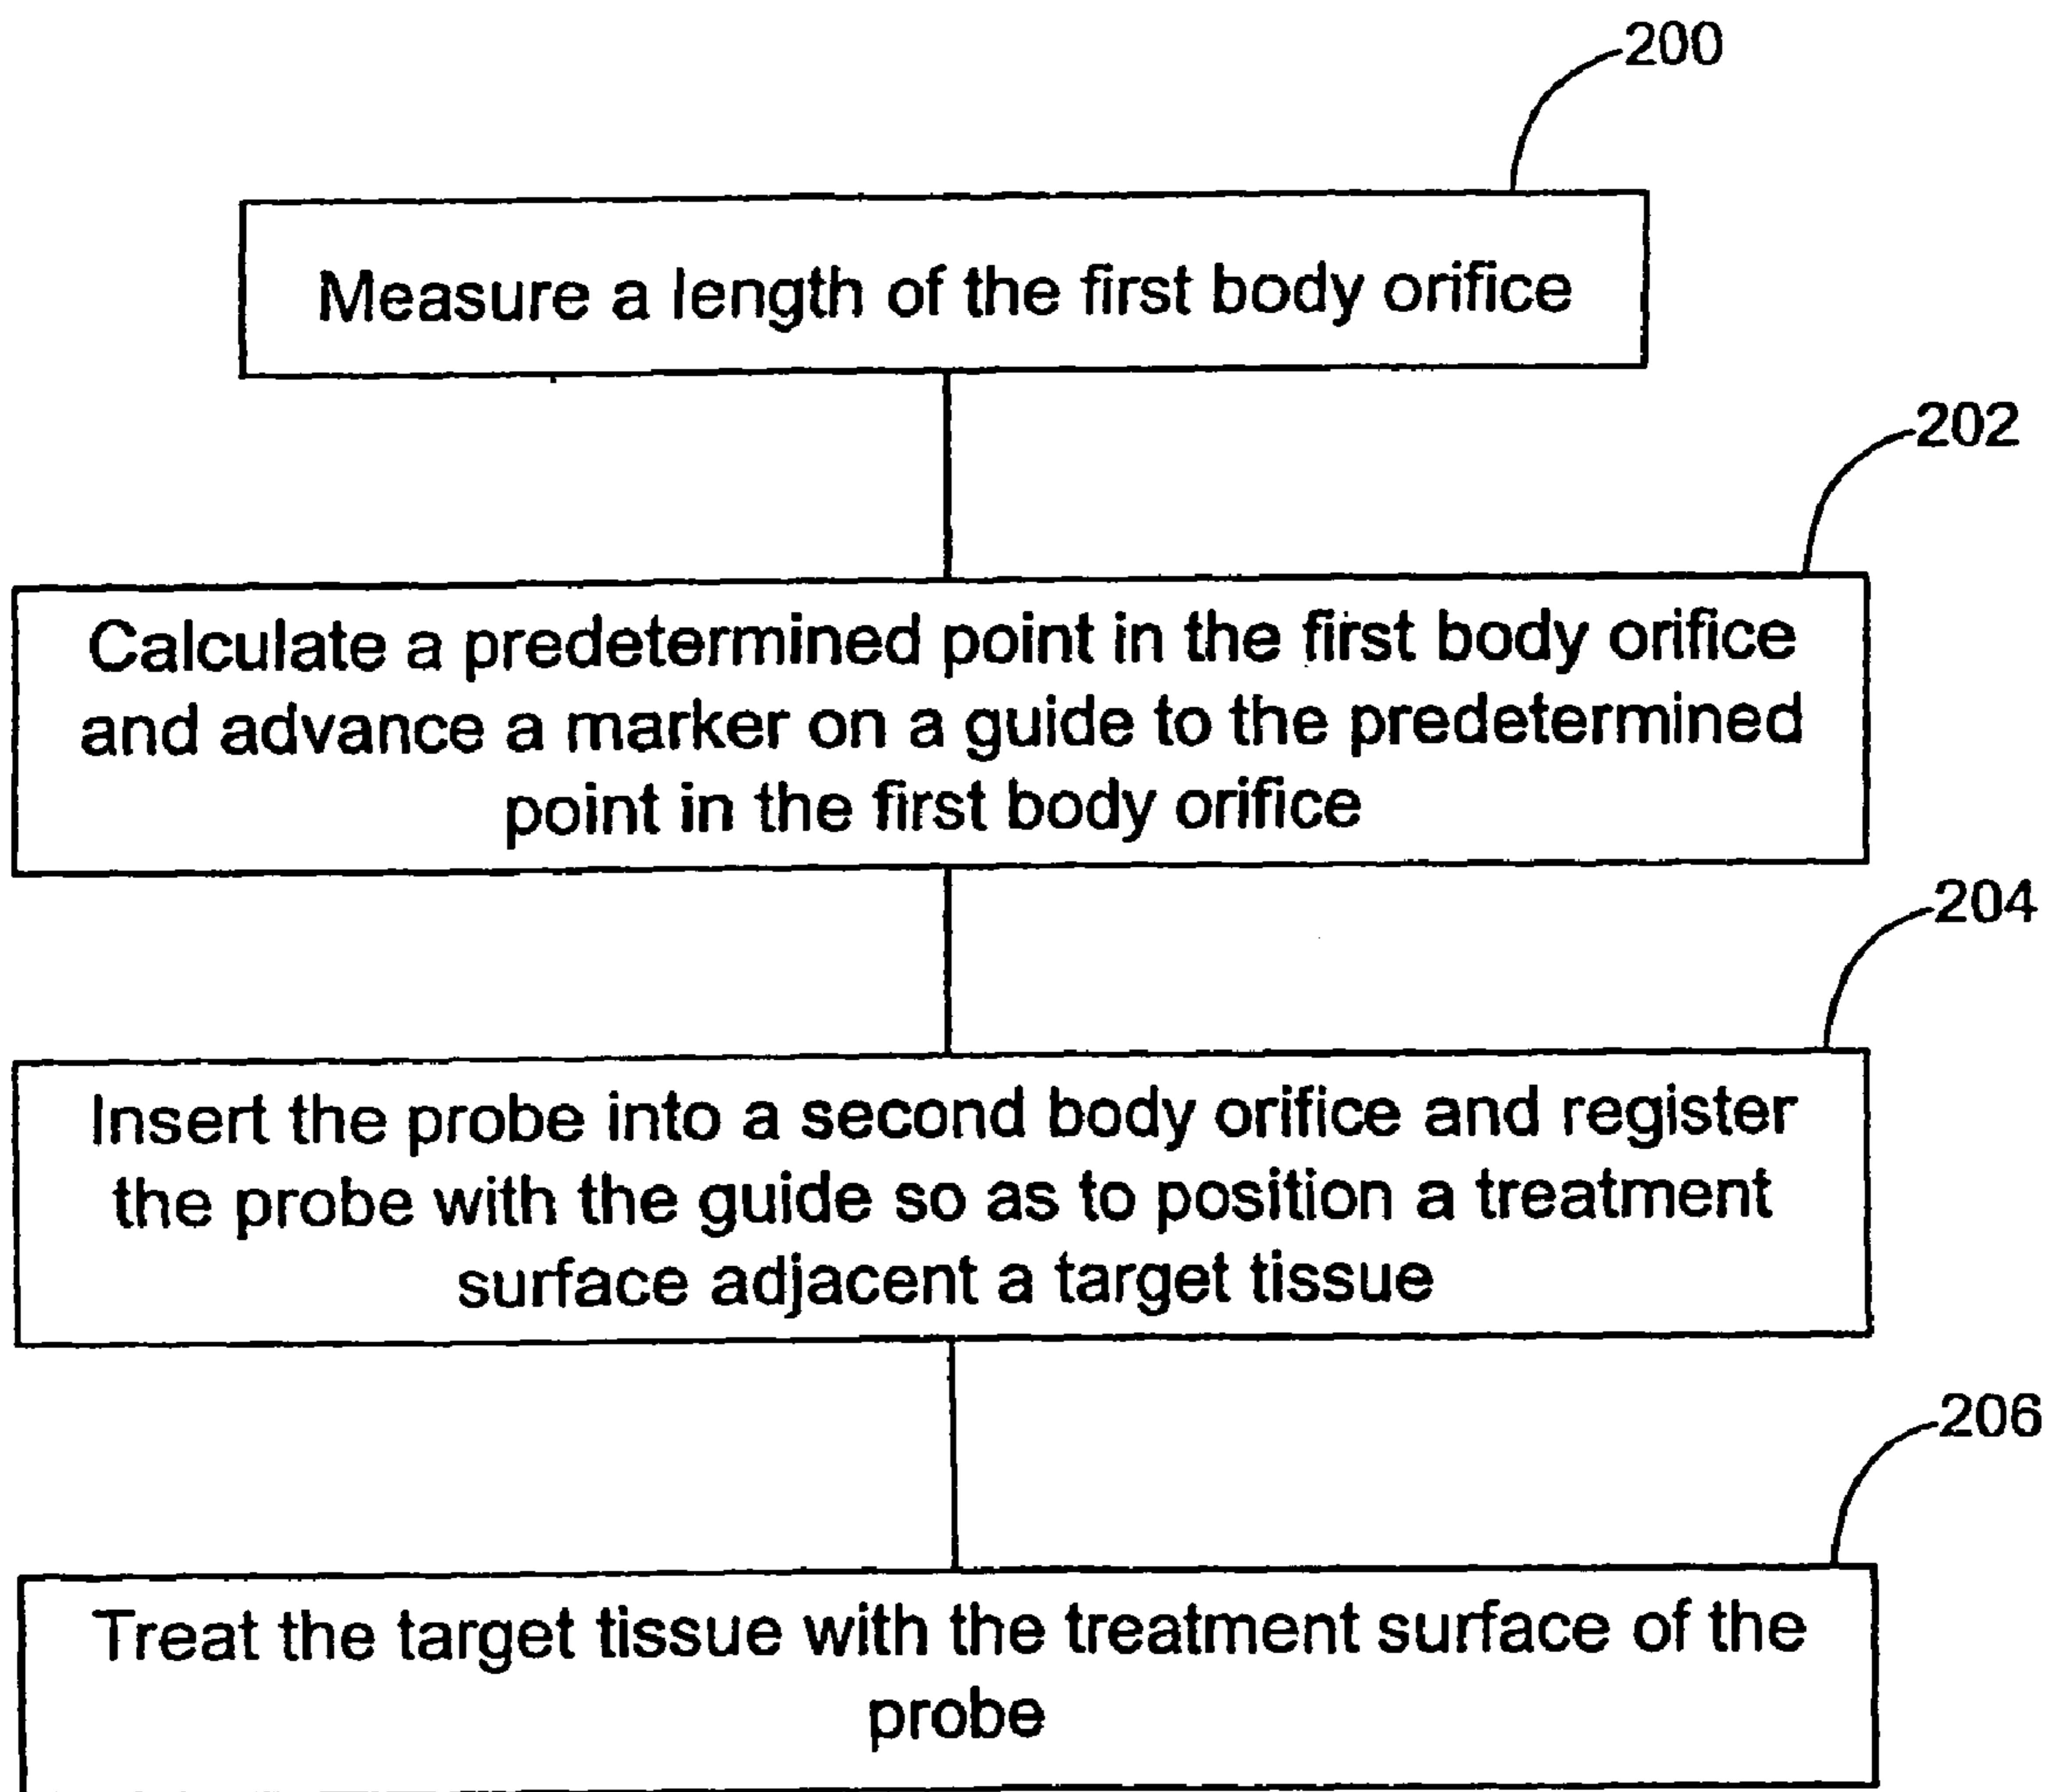 200
Measure a length of the first body orifice
202
Calculate a predetermined point in the first body orifice
and advance a marker on a guide to the predetermined
point in the first body orifice
204
Insert the probe into a second body orifice and register
the probe with the guide so as to position a treatment
surface adjacent a target tissue
206
Treat the target tissue with the treatment surface of the
probe